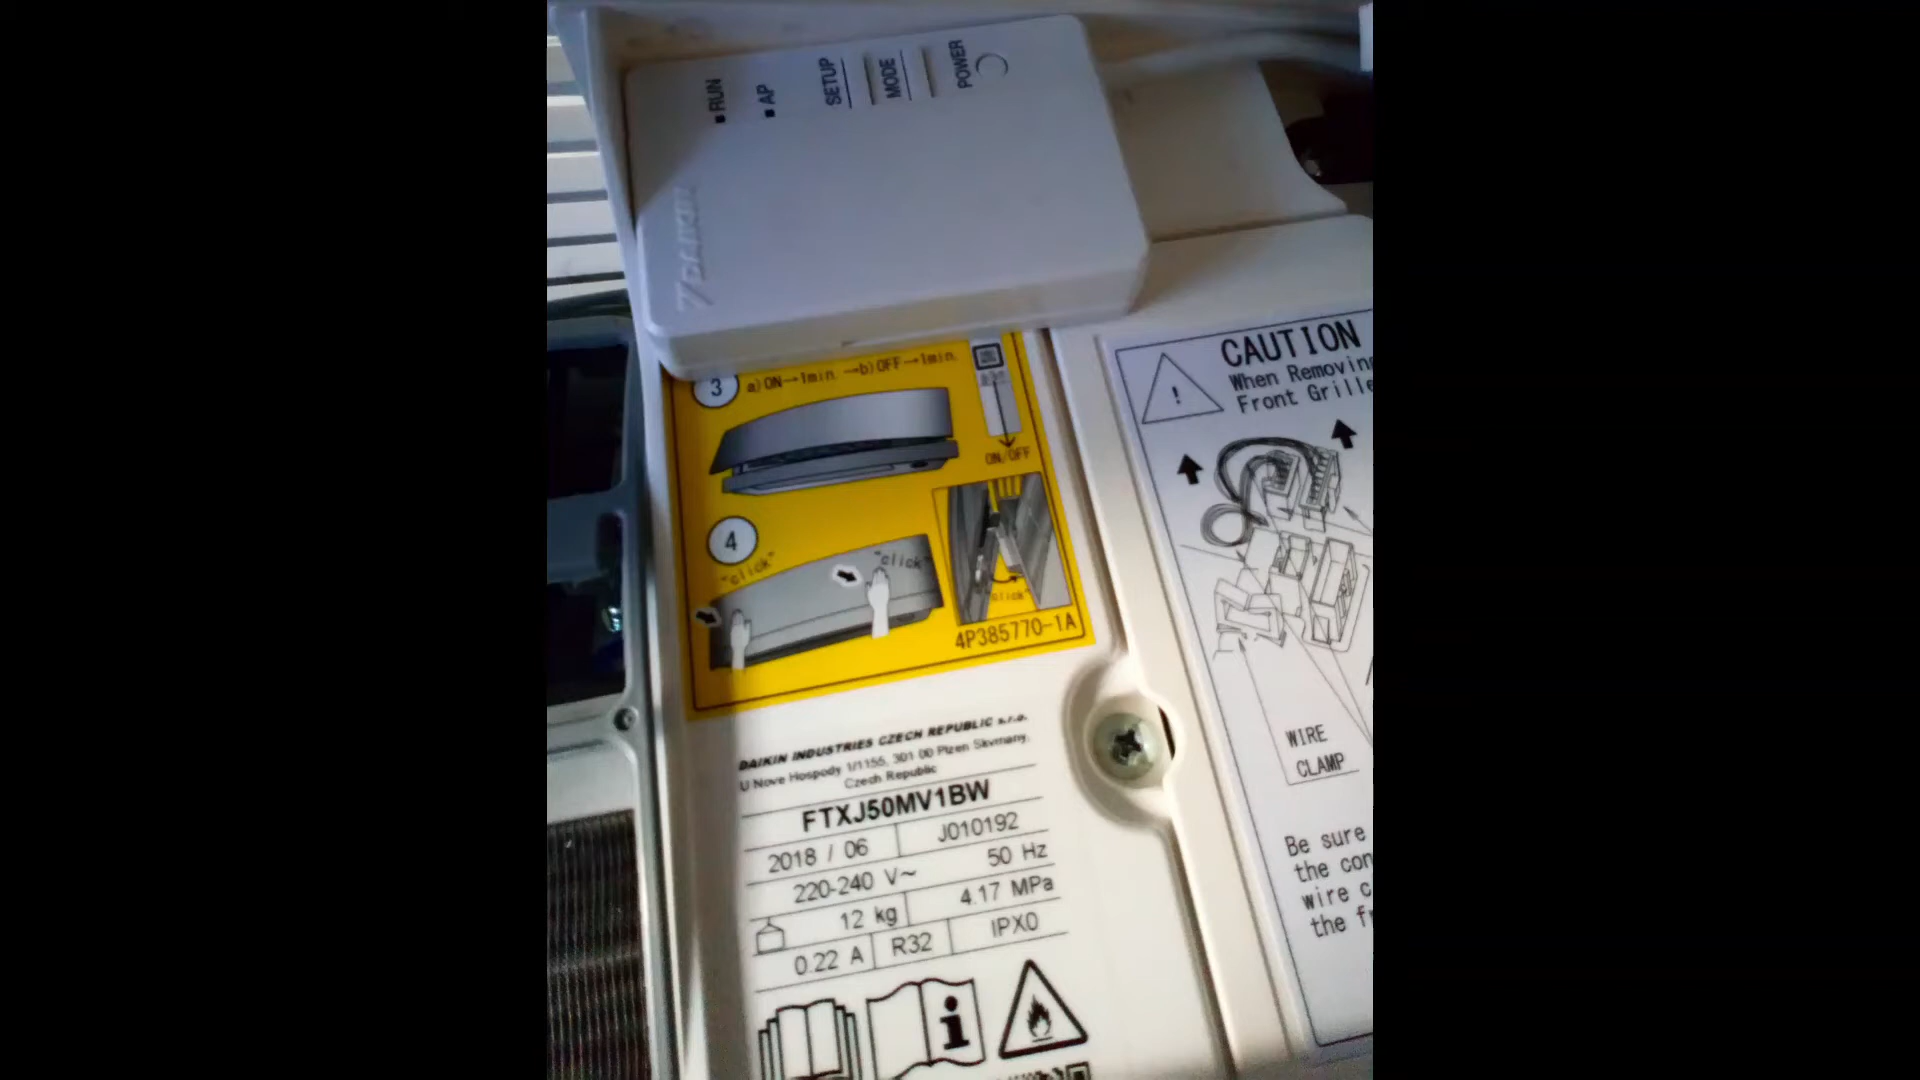 RUN
AP
SETUP
MODE
POWER
DAIKIN
3
a)ON→1min. →b)OFF→1min.
ON/OFF
4
"click"
"click"
"click"
4P385770-1A
DAIKIN INDUSTRIES CZECH REPUBLIC s.r.o.
U Nove Hospody 1/1155, 301 00 Plzen Skvrnany,
Czech Republic
FTXJ50MV1BW
2018 / 06
J010192
220-240 V~
50 Hz
12 kg
4.17 MPa
0.22 A
R32
IPX0
i
CAUTION
!
When Removing
Front Grille
WIRE
CLAMP
Be sure
the con
wire c
the fr